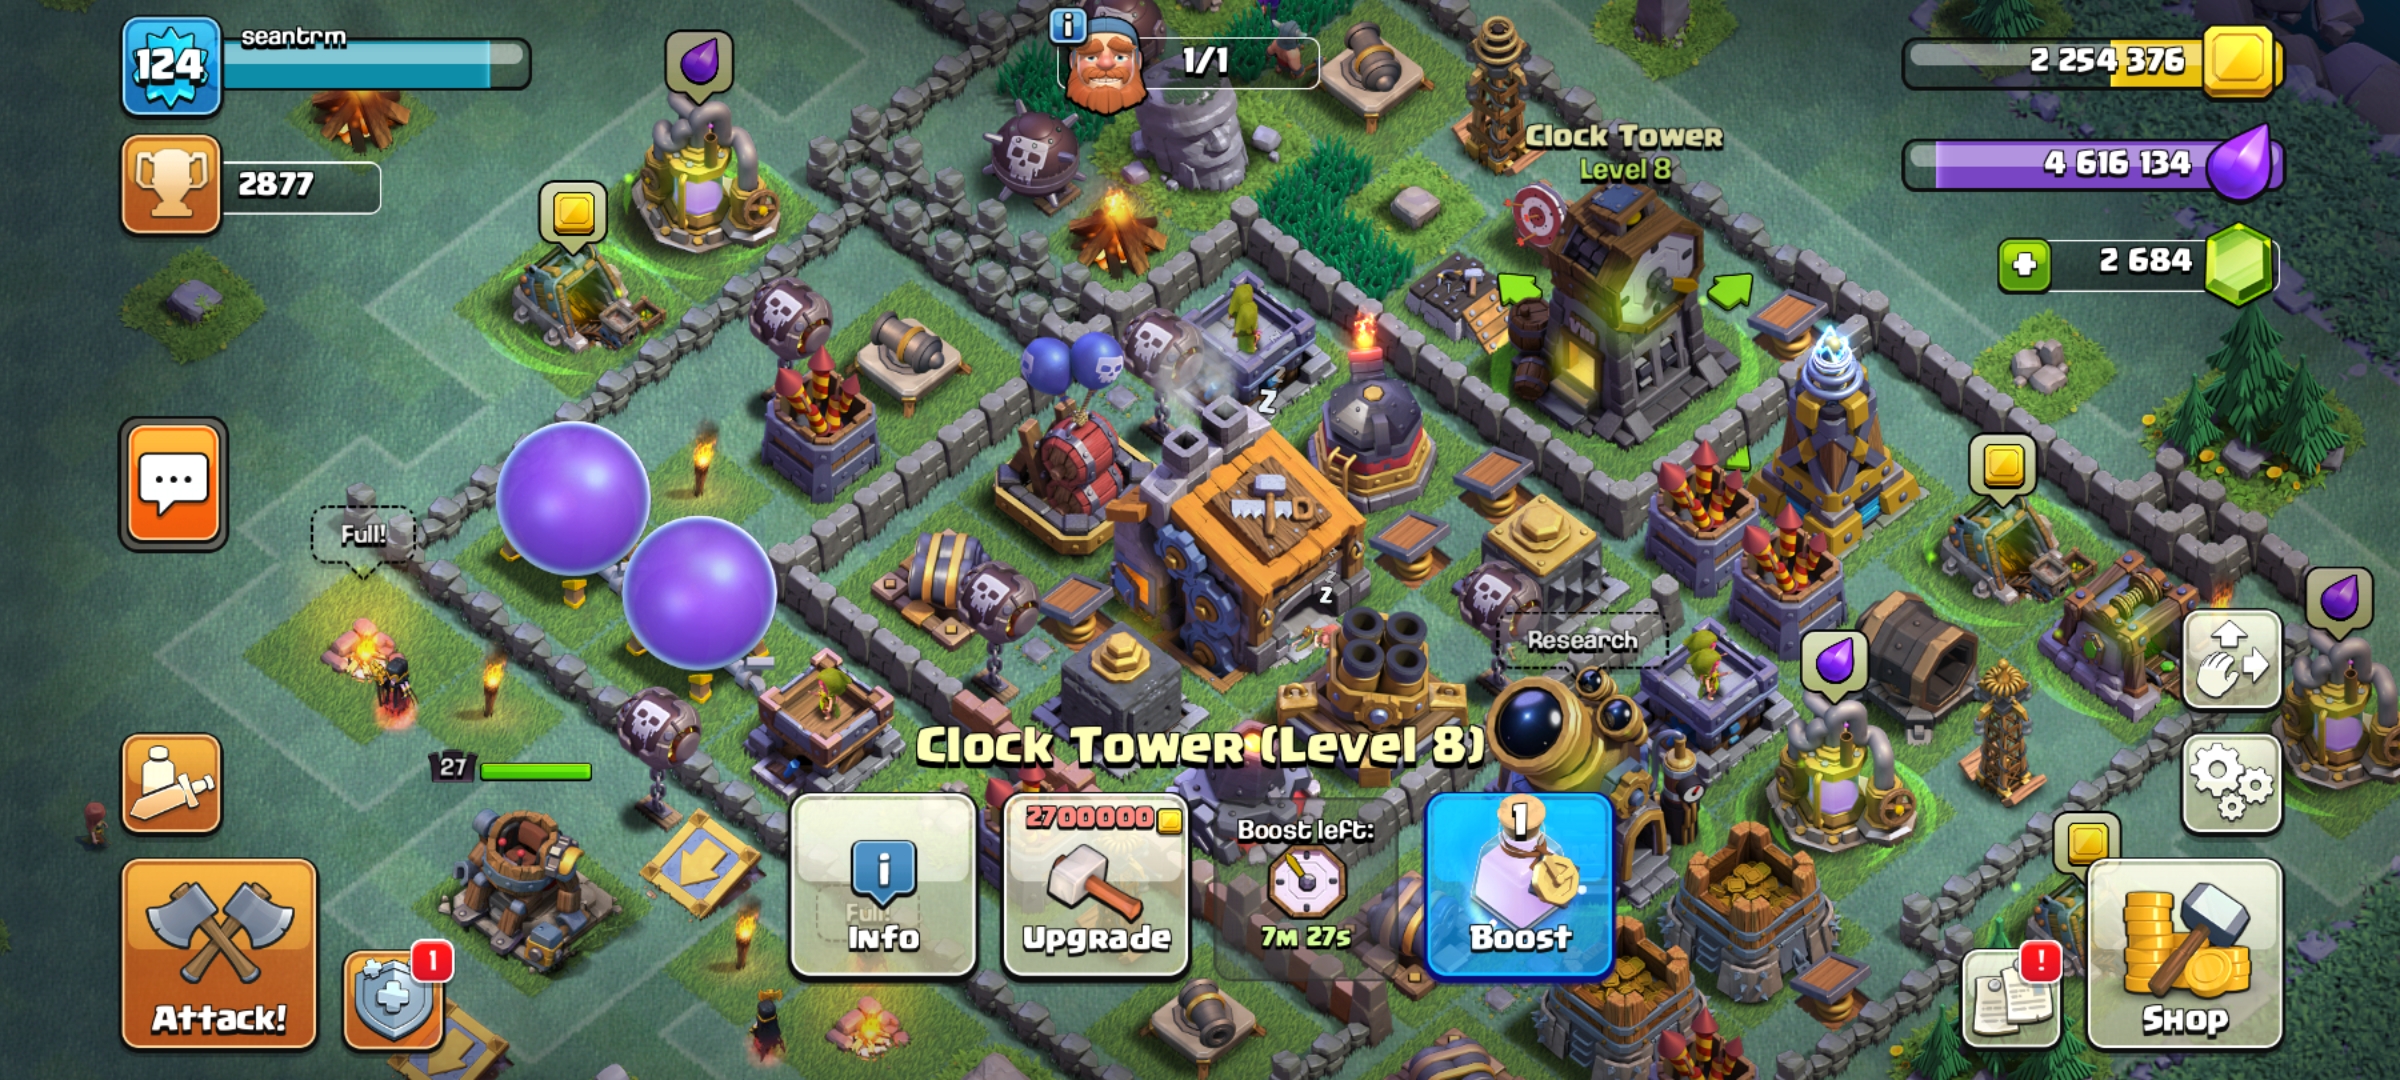 124
seantrm
1/1
2 254 376
2877
Clock Tower
Level 8
4 616 134
2 684
z
z
Full!
z
z
Research
27
Clock Tower (Level 8)
Info
Full!
2700000
Upgrade
Boost left:
7m 27s
1
Boost
Attack!
1
!
Shop